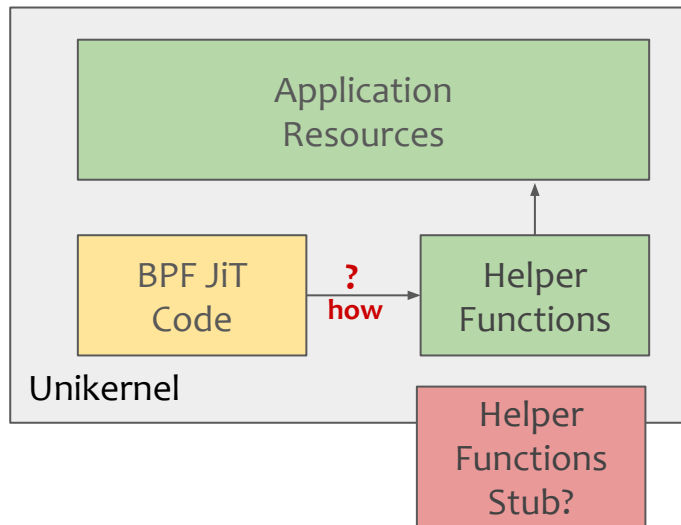 Application
Resources
BPF JiT
Code
?
how
Helper
Functions
Unikernel
Helper
Functions
Stub?